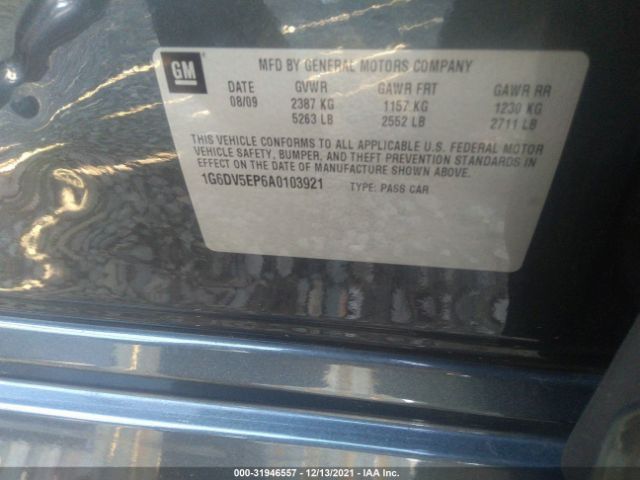 GM
MFD BY GENERAL MOTORS COMPANY
DATE GVWR GAWR FRT GAWR RR
08/09 2387 KG 1157 KG 1230 KG
5263 LB 2552 LB 2711 LB
THIS VEHICLE CONFORMS TO ALL APPLICABLE U.S. FEDERAL MOTOR
VEHICLE SAFETY, BUMPER, AND THEFT PREVENTION STANDARDS IN
EFFECT ON THE DATE OF MANUFACTURE SHOWN ABOVE.
1G6DV5EP6A0103921 TYPE: PASS CAR
000-31946557 - 12/13/2021 - IAA Inc.